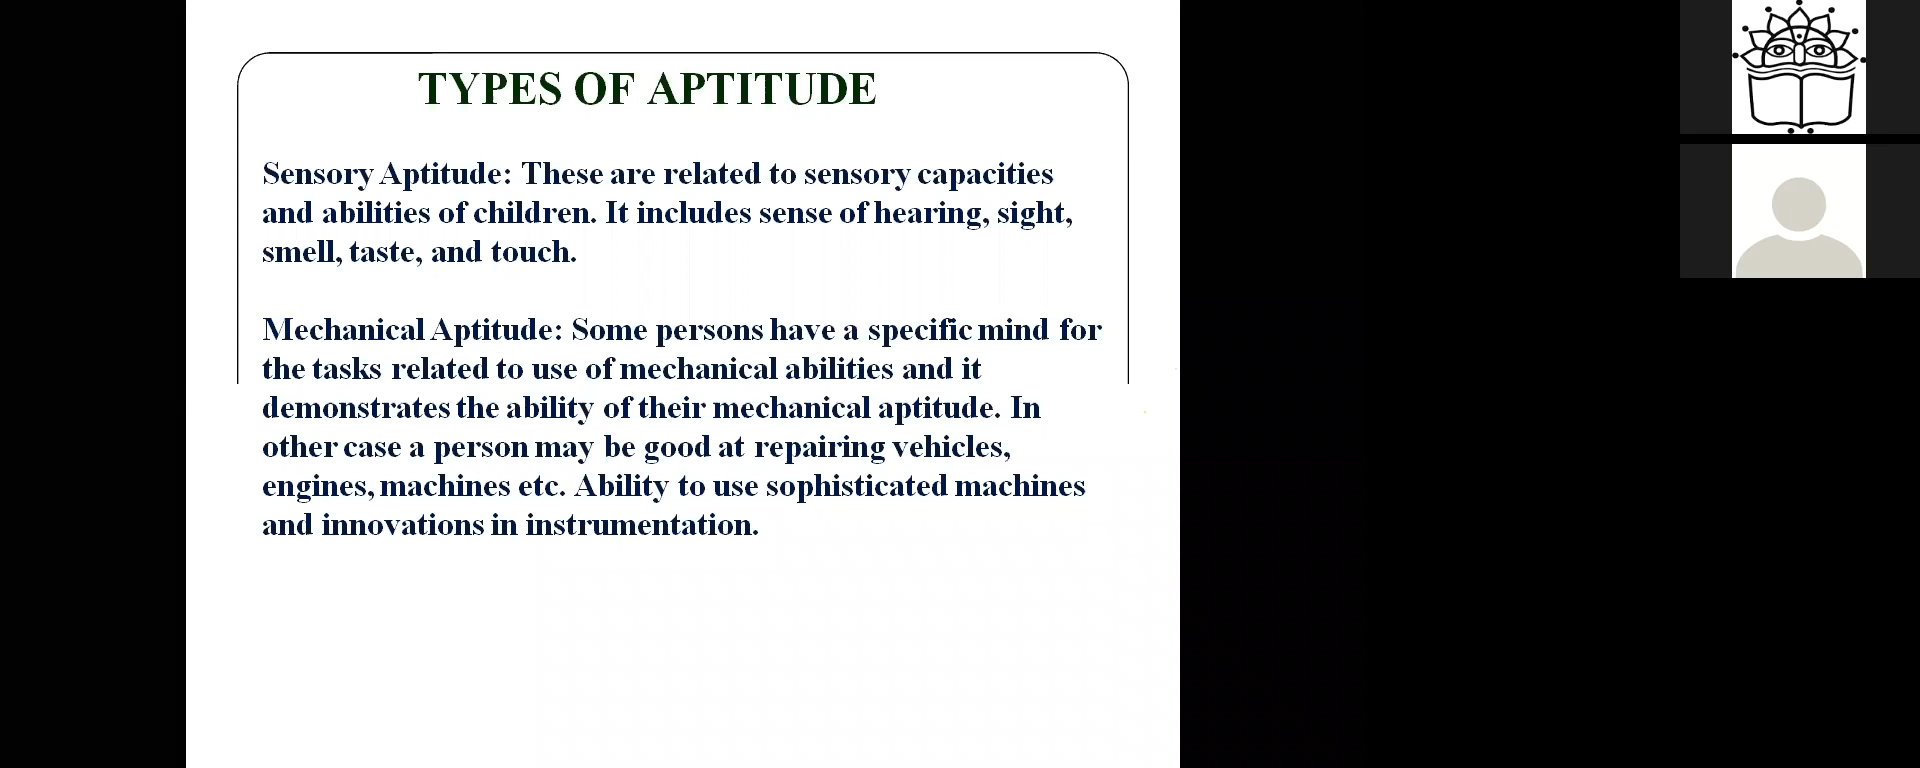 TYPES OF APTITUDE
Sensory Aptitude: These are related to sensory capacities
and abilities of children. It includes sense of hearing, sight,
smell, taste, and touch.
Mechanical Aptitude: Some persons have a specific mind for
the tasks related to use of mechanical abilities and it
demonstrates the ability of their mechanical aptitude. In
other case a person may be good at repairing vehicles,
engines, machines etc. Ability to use sophisticated machines
and innovations in instrumentation.